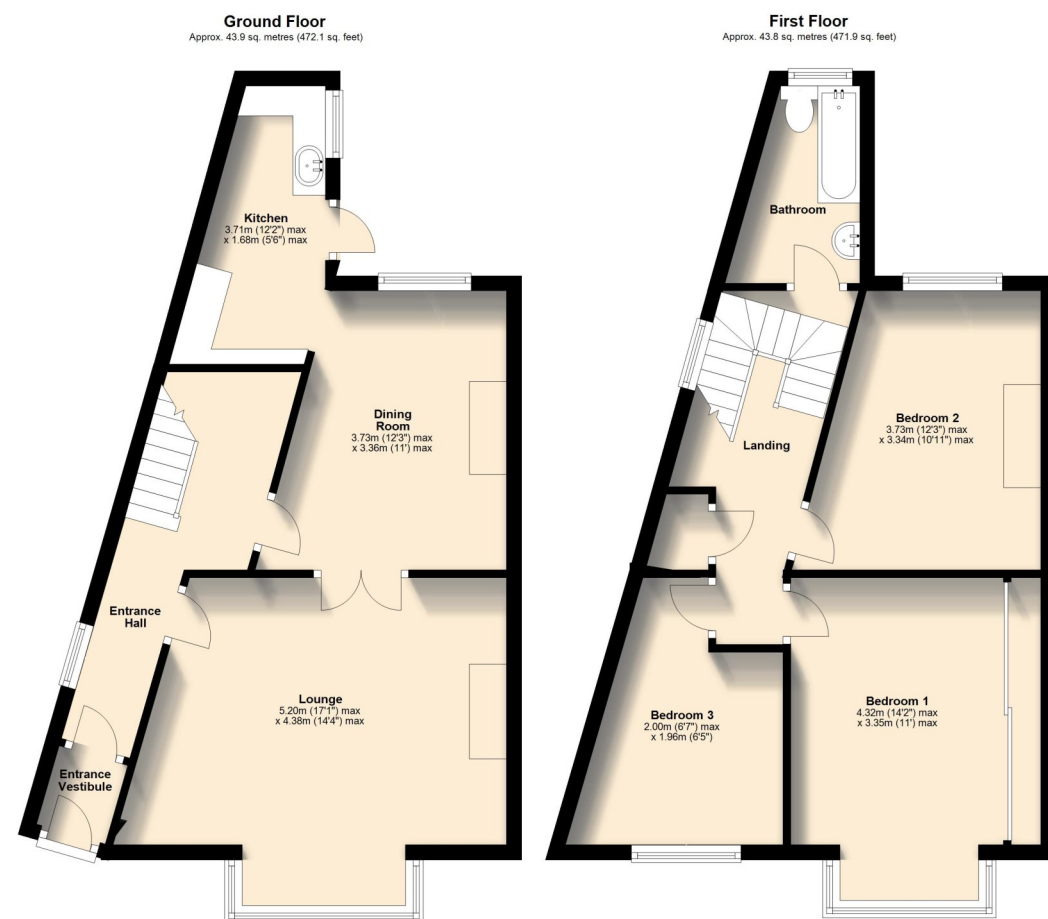 Ground Floor
Approx. 43.9 sq. metres (472.1 sq. feet)
Kitchen
3.71m (12'2") max
x 1.68m (5'6") max
Dining
Room
3.73m (12'3") max
x 3.36m (11') max
Entrance
Hall
Lounge
5.20m (17'1") max
x 4.38m (14'4") max
Entrance
Vestibule
First Floor
Approx. 43.8 sq. metres (471.9 sq. feet)
Bathroom
Bedroom 2
3.73m (12'3") max
x 3.34m (10'11") max
Landing
Bedroom 1
4.32m (14'2") max
x 3.35m (11') max
Bedroom 3
2.00m (6'7") max
x 1.96m (6'5")